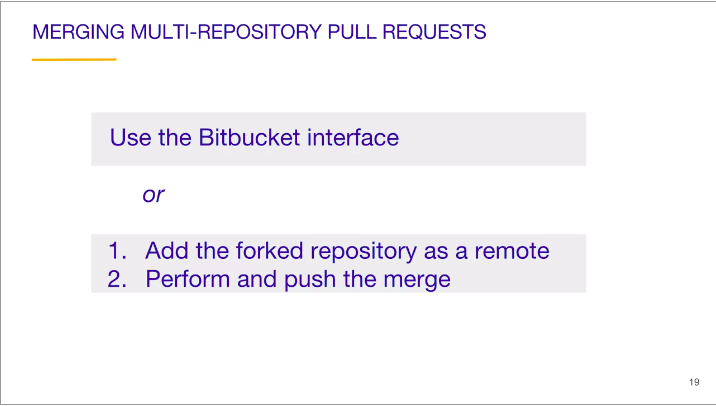 MERGING MULTI-REPOSITORY PULL REQUESTS
Use the Bitbucket interface
or
1. Add the forked repository as a remote
2. Perform and push the merge
19